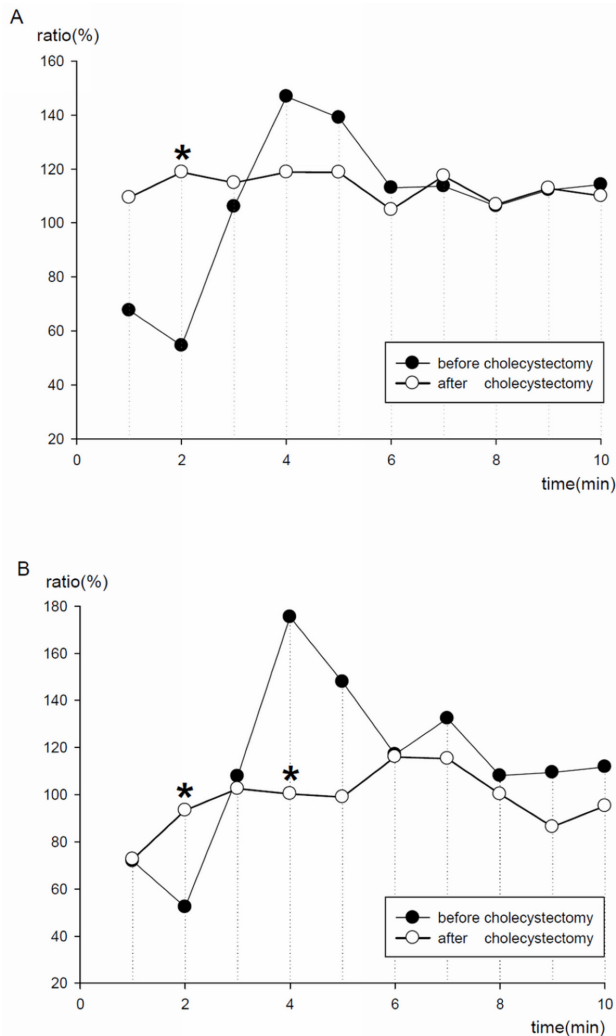 A
ratio(%)
160
140
120
100
80
60
40
20
*
before cholecystectomy
after cholecystectomy
0 2 4 6 8 10
time(min)
B
ratio(%)
180
160
140
120
100
80
60
40
20
*
*
before cholecystectomy
after cholecystectomy
0 2 4 6 8 10
time(min)